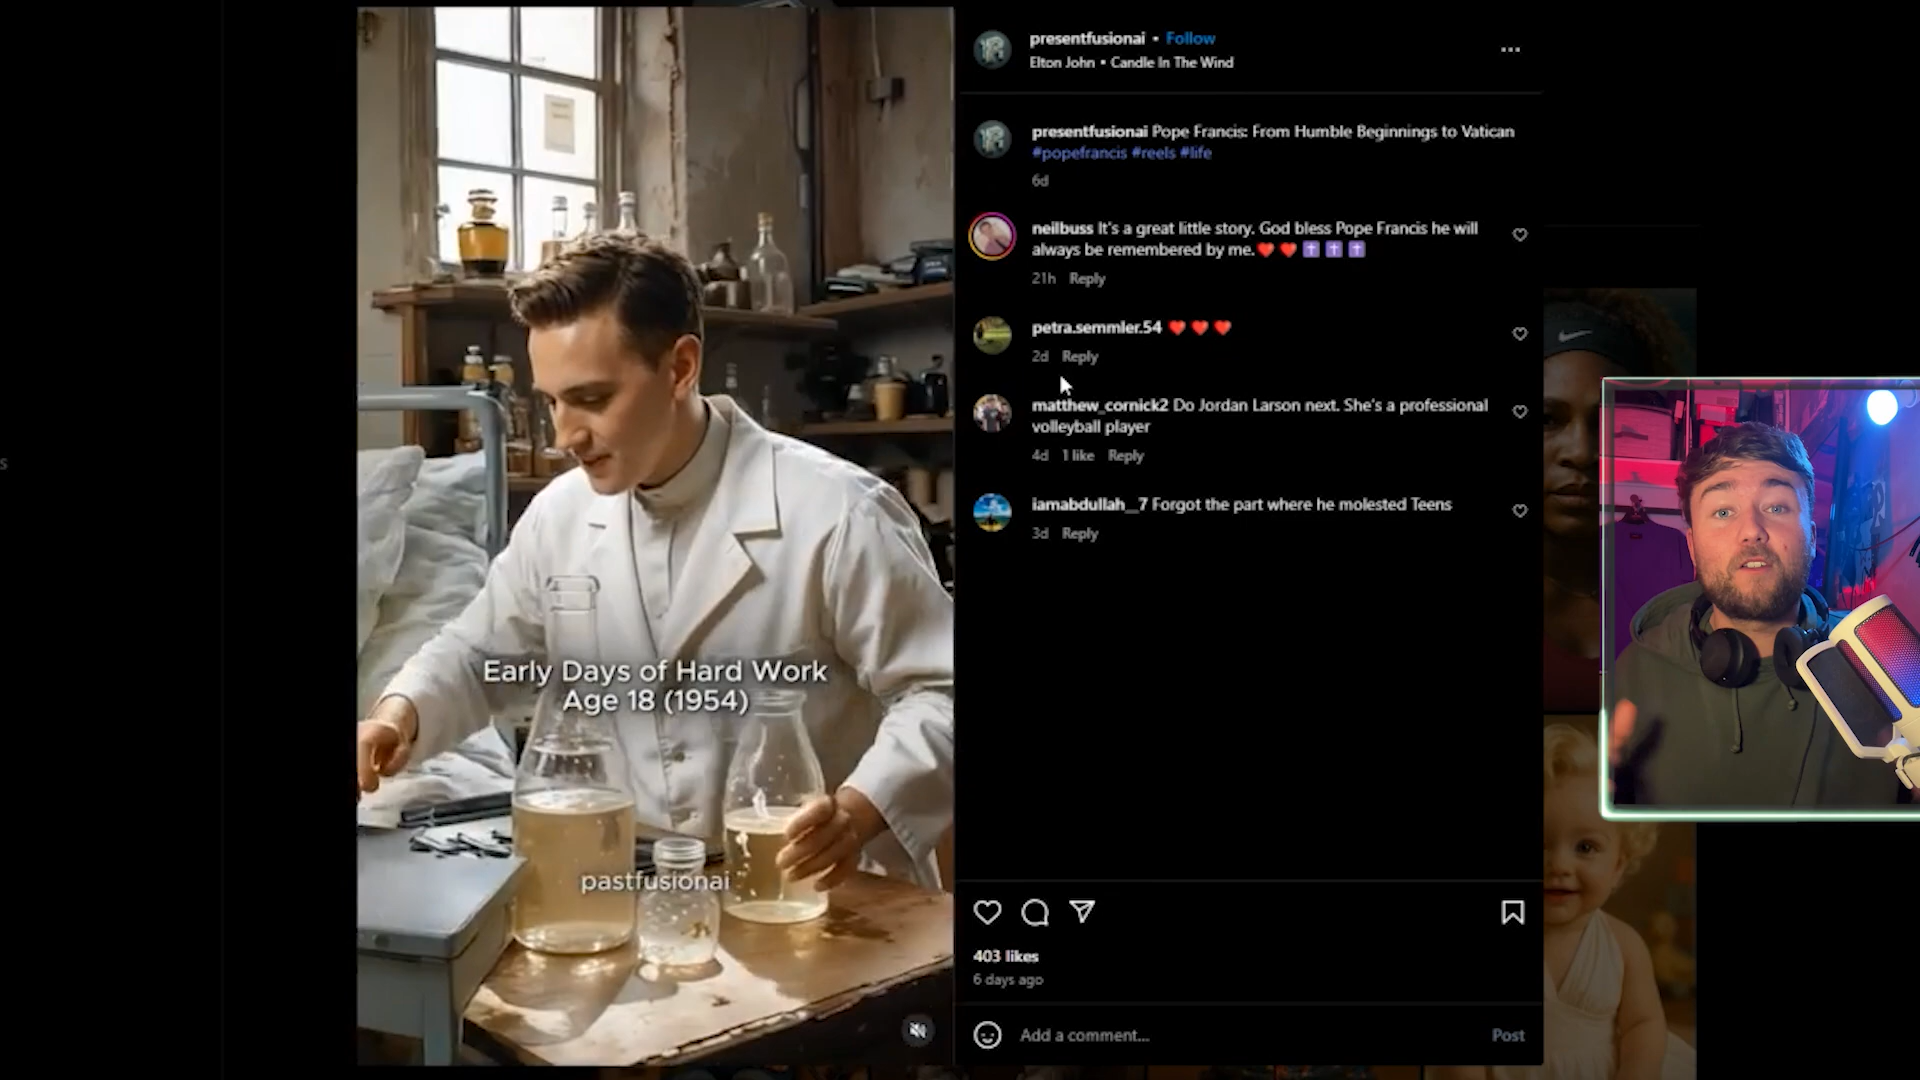 presentfusionai • Follow
Elton John • Candle In The Wind
presentfusionai Pope Francis: From Humble Beginnings to Vatican
#popefrancis #reels #life
6d
neilbuss It's a great little story. God bless Pope Francis he will
always be remembered by me.❤️❤️✝️✝️✝️
21h Reply
petra.semmler.54 ❤️❤️❤️
2d Reply
matthew_cornick2 Do Jordan Larson next. She's a professional
volleyball player
4d 1 like Reply
iamabdullah__7 Forgot the part where he molested Teens
3d Reply
Early Days of Hard Work
Age 18 (1954)
pastfusionai
403 likes
6 days ago
Add a comment...
Post
s